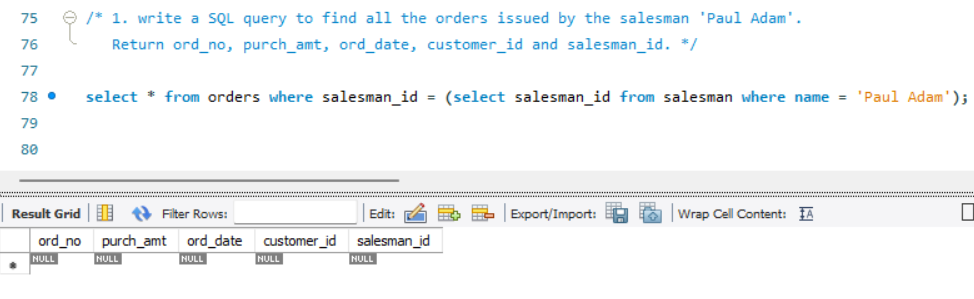 75 /* 1. write a SQL query to find all the orders issued by the salesman 'Paul Adam'.
76 Return ord_no, purch_amt, ord_date, customer_id and salesman_id. */
77
78 select * from orders where salesman_id = (select salesman_id from salesman where name = 'Paul Adam');
79
80
Result Grid Filter Rows: Edit: Export/Import: Wrap Cell Content: IA
ord_no purch_amt ord_date customer_id salesman_id
NULL NULL NULL NULL NULL